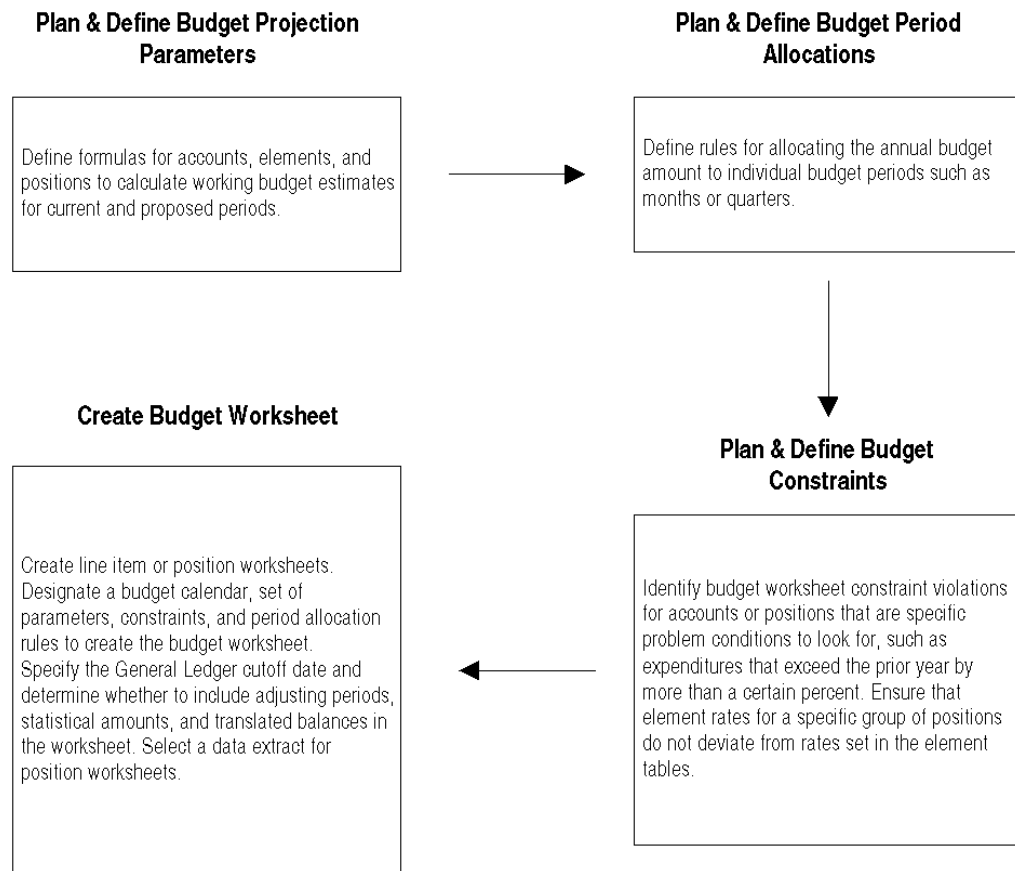 Plan & Define Budget Projection
Parameters
Define formulas for accounts, elements, and
positions to calculate working budget estimates
for current and proposed periods.
Plan & Define Budget Period
Allocations
Define rules for allocating the annual budget
amount to individual budget periods such as
months or quarters.
Plan & Define Budget
Constraints
Identify budget worksheet constraint violations
for accounts or positions that are specific
problem conditions to look for, such as
expenditures that exceed the prior year by
more than a certain percent. Ensure that
element rates for a specific group of positions
do not deviate from rates set in the element
tables.
Create Budget Worksheet
Create line item or position worksheets.
Designate a budget calendar, set of
parameters, constraints, and period allocation
rules to create the budget worksheet.
Specify the General Ledger cutoff date and
determine whether to include adjusting periods,
statistical amounts, and translated balances in
the worksheet. Select a data extract for
position worksheets.